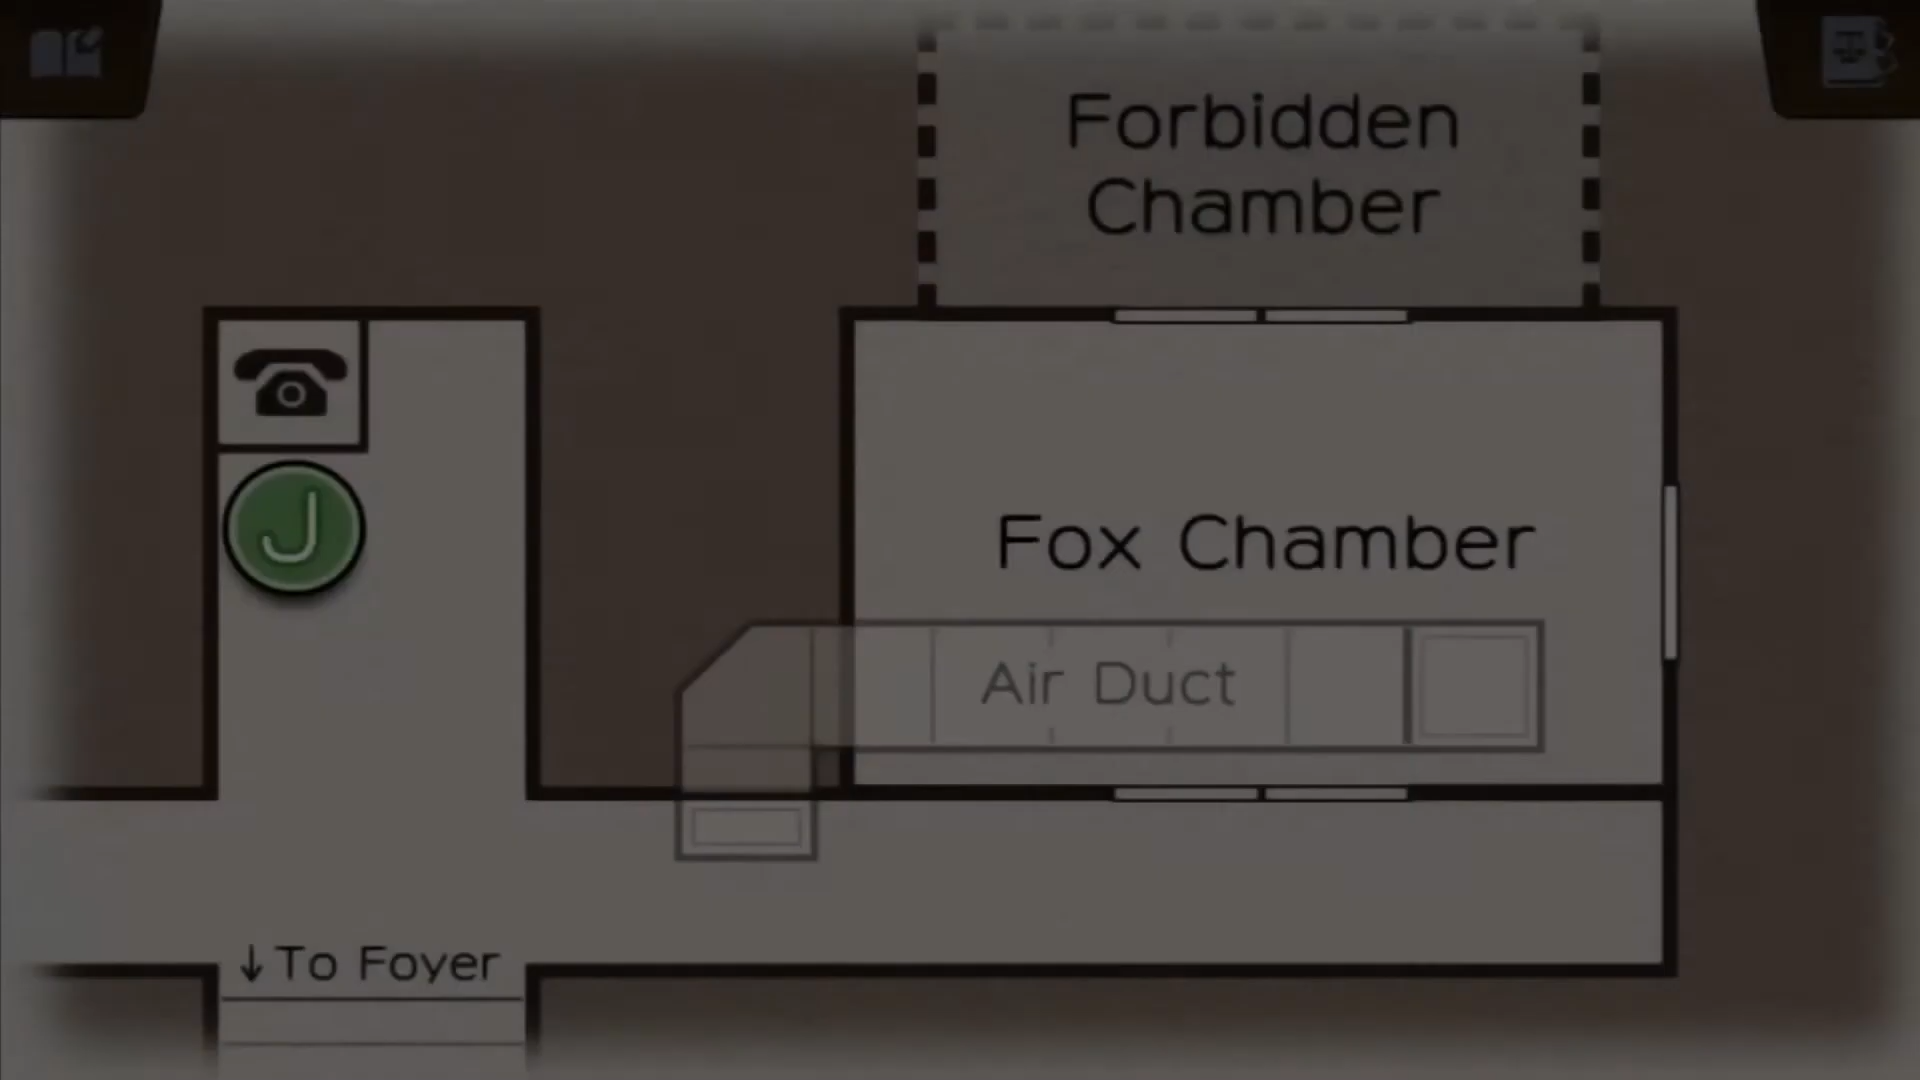 Forbidden
Chamber
J
Fox Chamber
Air Duct
↓To Foyer